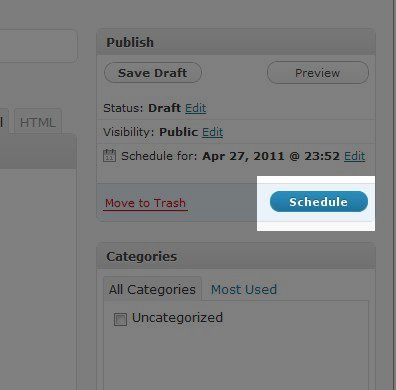 Publish
Save Draft Preview
Status: Draft Edit
Visibility: Public Edit
Schedule for: Apr 27, 2011 @ 23:52 Edit
HTML
Move to Trash Schedule
Categories
All Categories Most Used
Uncategorized